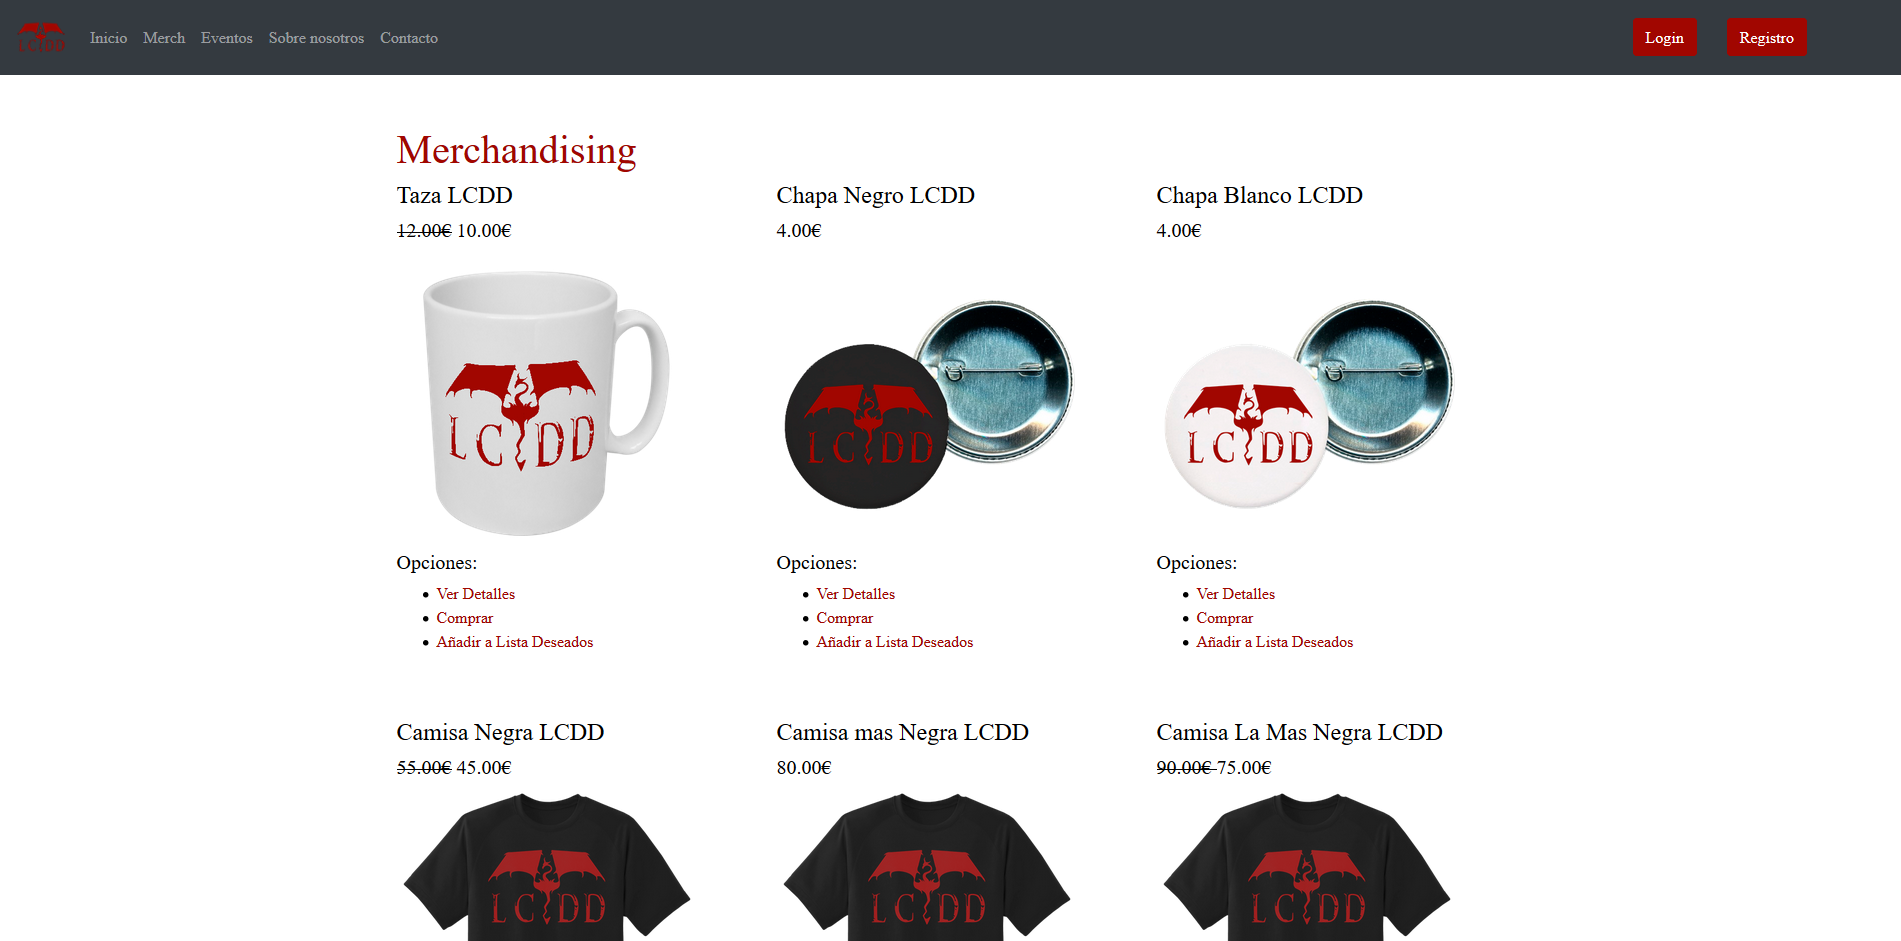 LCDD
Inicio Merch Eventos Sobre nosotros Contacto
Login Registro
Merchandising
Taza LCDD
12.00€ 10.00€
LCDD
Opciones:
Ver Detalles
Comprar
Añadir a Lista Deseados
Chapa Negro LCDD
4.00€
LCDD
Opciones:
Ver Detalles
Comprar
Añadir a Lista Deseados
Chapa Blanco LCDD
4.00€
LCDD
Opciones:
Ver Detalles
Comprar
Añadir a Lista Deseados
Camisa Negra LCDD
55.00€ 45.00€
LCDD
Camisa mas Negra LCDD
80.00€
LCDD
Camisa La Mas Negra LCDD
90.00€ 75.00€
LCDD